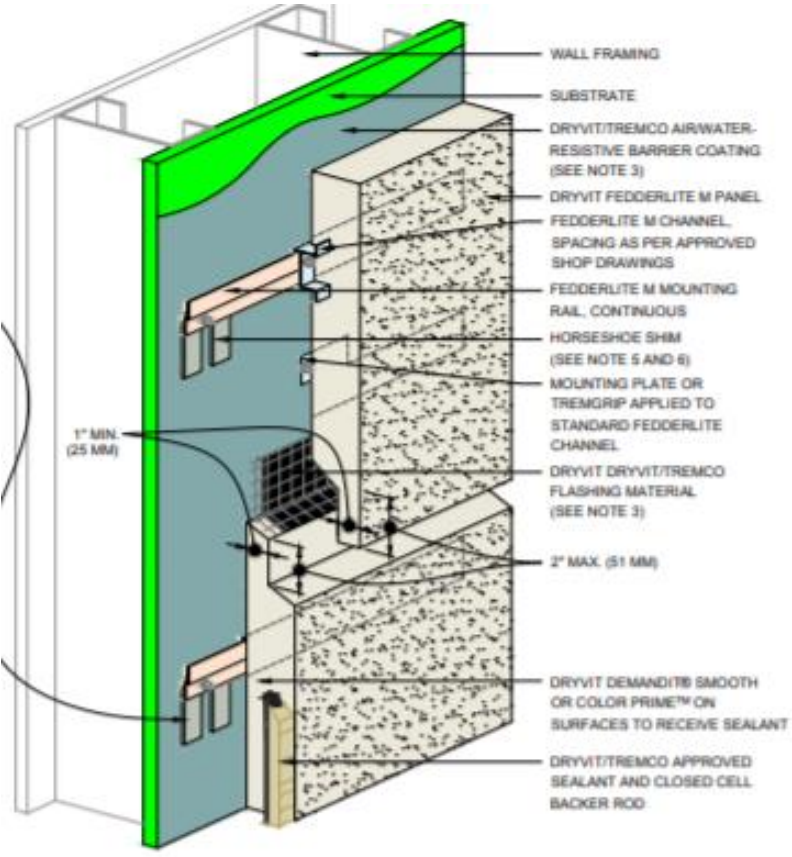 WALL FRAMING
SUBSTRATE
DRYVIT/TREMCO AIR/WATER-
RESISTIVE BARRIER COATING
(SEE NOTE 3)
DRYVIT FEDDERLITE M PANEL
FEDDERLITE M CHANNEL,
SPACING AS PER APPROVED
SHOP DRAWINGS
FEDDERLITE M MOUNTING
RAIL, CONTINUOUS
HORSESHOE SHIM
(SEE NOTE 5 AND 6)
MOUNTING PLATE OR
TREMGRIP APPLIED TO
STANDARD FEDDERLITE
CHANNEL
1" MIN.
(25 MM)
DRYVIT DRYVIT/TREMCO
FLASHING MATERIAL
(SEE NOTE 3)
2" MAX. (51 MM)
DRYVIT DEMANDIT® SMOOTH
OR COLOR PRIME™ ON
SURFACES TO RECEIVE SEALANT
DRYVIT/TREMCO APPROVED
SEALANT AND CLOSED CELL
BACKER ROD